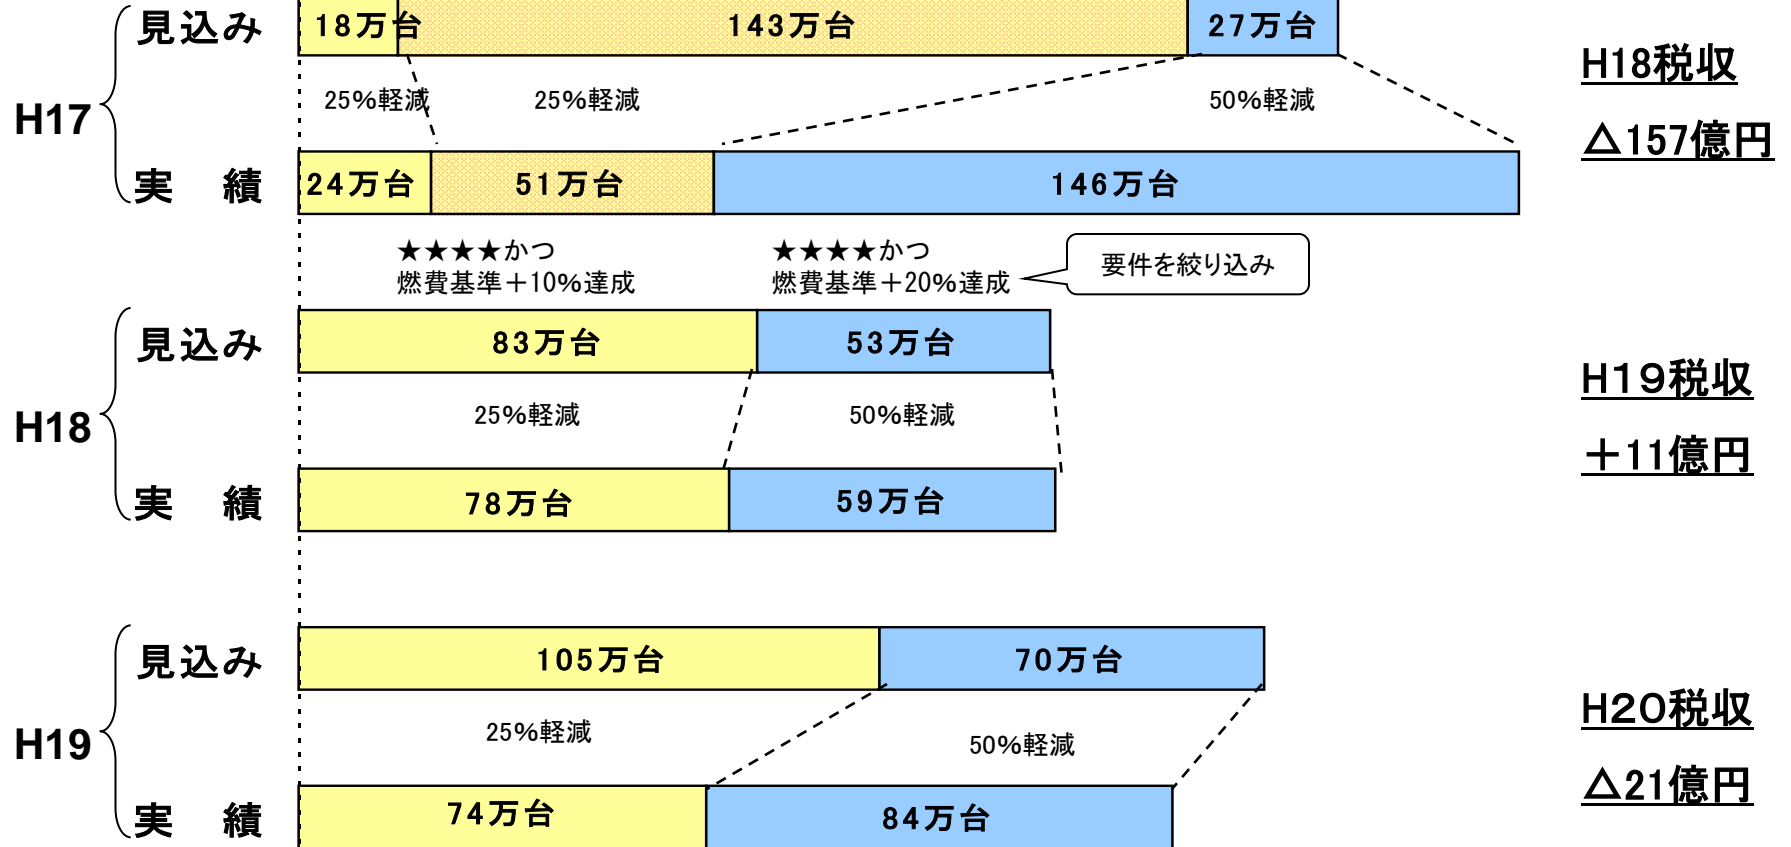 見込み 18万台 143万台 27万台
H18税収
25%軽減 25%軽減 50%軽減
H17
△157億円
実績 24万台 51万台 146万台
★★★★かつ ★★★★かつ
燃費基準＋10%達成 燃費基準＋20%達成
要件を絞り込み
見込み 83万台 53万台
H19税収
25%軽減 50%軽減
H18
＋11億円
実績 78万台 59万台
見込み 105万台 70万台
H20税収
25%軽減 50%軽減
H19
△21億円
実績 74万台 84万台